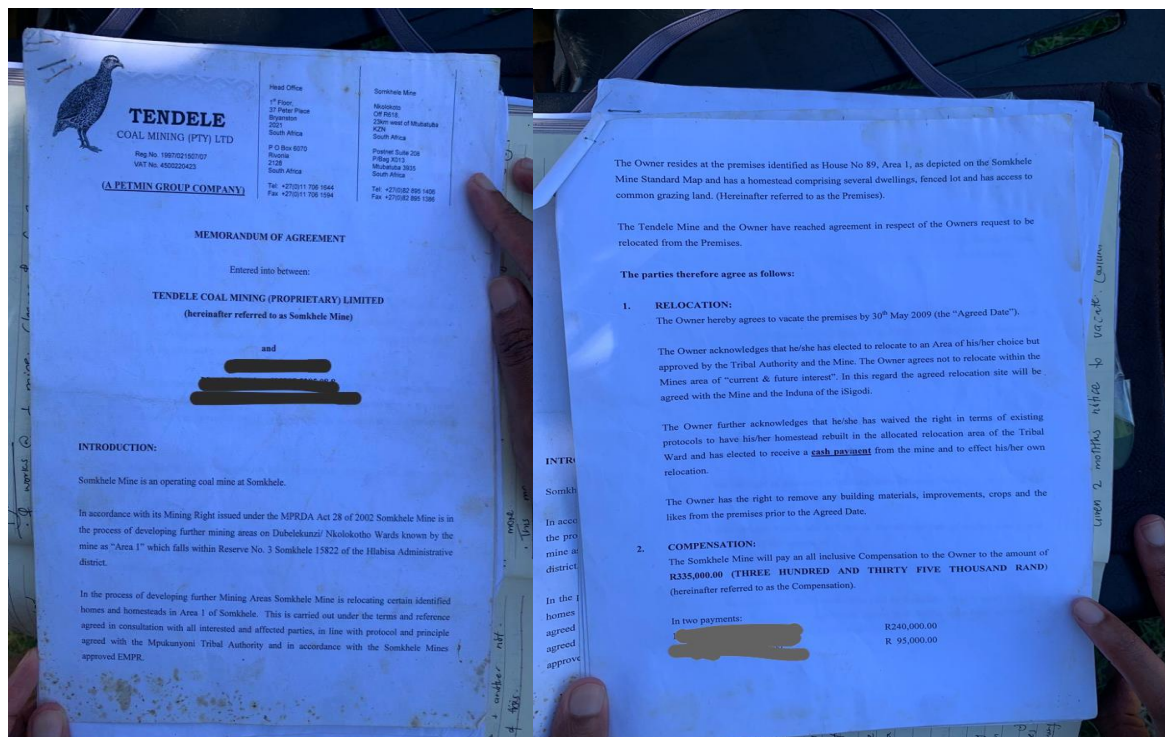 TENDELE
COAL MINING (PTY) LTD
Reg No. 1997/021507/07
VAT No. 4500220423
(A PETMIN GROUP COMPANY)
Head Office
1st Floor,
37 Peter Place
Bryanston
2021
South Africa
P O Box 6070
Rivonia
2128
South Africa
Tel: +27(0)11 706 1644
Fax +27(0)11 706 1594
Somkhele Mine
Nkolokoto
Off R618,
23km west of Mtubatuba
KZN
South Africa
Postnet Suite 208
P/Bag X013
Mtubatuba 3935
South Africa
Tel: +27(0)82 895 1406
Fax +27(0)82 895 1386
MEMORANDUM OF AGREEMENT
Entered into between:
TENDELE COAL MINING (PROPRIETARY) LIMITED
(hereinafter referred to as Somkhele Mine)
and
INTRODUCTION:
Somkhele Mine is an operating coal mine at Somkhele.
In accordance with its Mining Right issued under the MPRDA Act 28 of 2002 Somkhele Mine is in
the process of developing further mining areas on Dubelekunzi/ Nkolokotho Wards known by the
mine as “Area 1” which falls within Reserve No. 3 Somkhele 15822 of the Hlabisa Administrative
district.
In the process of developing further Mining Areas Somkhele Mine is relocating certain identified
homes and homesteads in Area 1 of Somkhele. This is carried out under the terms and reference
agreed in consultation with all interested and affected parties, in line with protocol and principle
agreed with the Mpukunyoni Tribal Authority and in accordance with the Somkhele Mines
approved EMPR.
The Owner resides at the premises identified as House No 89, Area 1, as depicted on the Somkhele
Mine Standard Map and has a homestead comprising several dwellings, fenced lot and has access to
common grazing land. (Hereinafter referred to as the Premises).
The Tendele Mine and the Owner have reached agreement in respect of the Owners request to be
relocated from the Premises.
The parties therefore agree as follows:
1. RELOCATION:
The Owner hereby agrees to vacate the premises by 30th May 2009 (the “Agreed Date”).
The Owner acknowledges that he/she has elected to relocate to an Area of his/her choice but
approved by the Tribal Authority and the Mine. The Owner agrees not to relocate within the
Mines area of “current & future interest”. In this regard the agreed relocation site will be
agreed with the Mine and the Induna of the iSigodi.
The Owner further acknowledges that he/she has waived the right in terms of existing
protocols to have his/her homestead rebuilt in the allocated relocation area of the Tribal
Ward and has elected to receive a cash payment from the mine and to effect his/her own
relocation.
The Owner has the right to remove any building materials, improvements, crops and the
likes from the premises prior to the Agreed Date.
2. COMPENSATION:
The Somkhele Mine will pay an all inclusive Compensation to the Owner to the amount of
R335,000.00 (THREE HUNDRED AND THIRTY FIVE THOUSAND RAND)
(hereinafter referred to as the Compensation).
In two payments:
R240,000.00
R 95,000.00
INTR
Somkh
In acco
the pro
mine as
district
In the p
homes
agreed
agreed
approve
given 2 months notice to vacate.